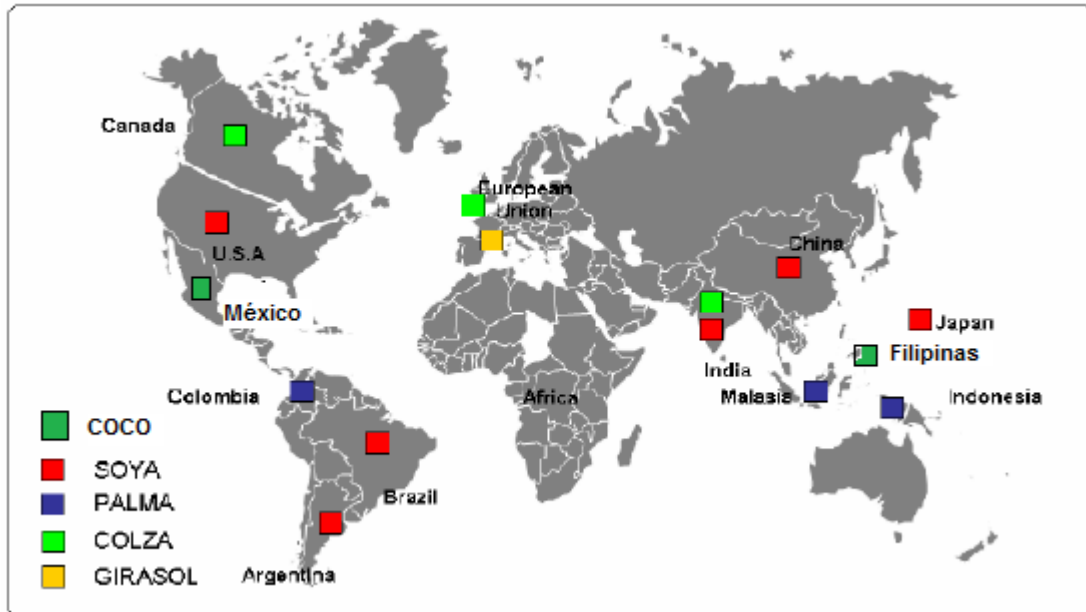 Canada
European
Union
China
U.S.A
México
Japan
Filipinas
India
Colombia
Africa
Malasia
Indonesia
COCO
SOYA
Brazil
PALMA
COLZA
GIRASOL
Argentina